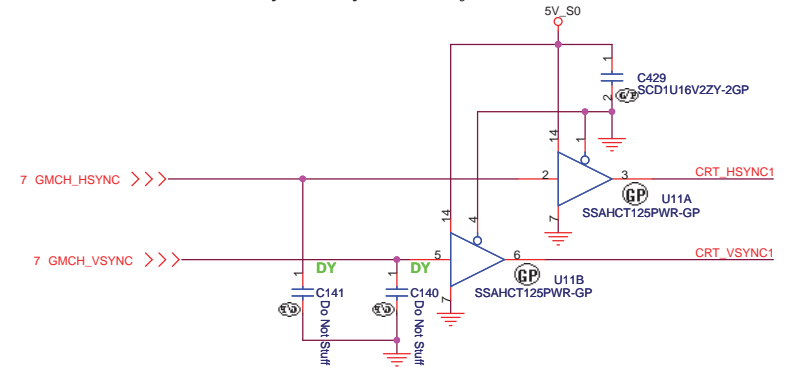 5V_S0
1
C429
SCD1U16V2ZY-2GP
2
G/P
14
1
7 GMCH_HSYNC
2
3
CRT_HSYNC1
GP
U11A
SSAHCT125PWR-GP
7
14
4
7 GMCH_VSYNC
5
6
CRT_VSYNC1
DY
DY
GP
U11B
SSAHCT125PWR-GP
7
1
C141
Do Not Stuff
1
C140
Do Not Stuff